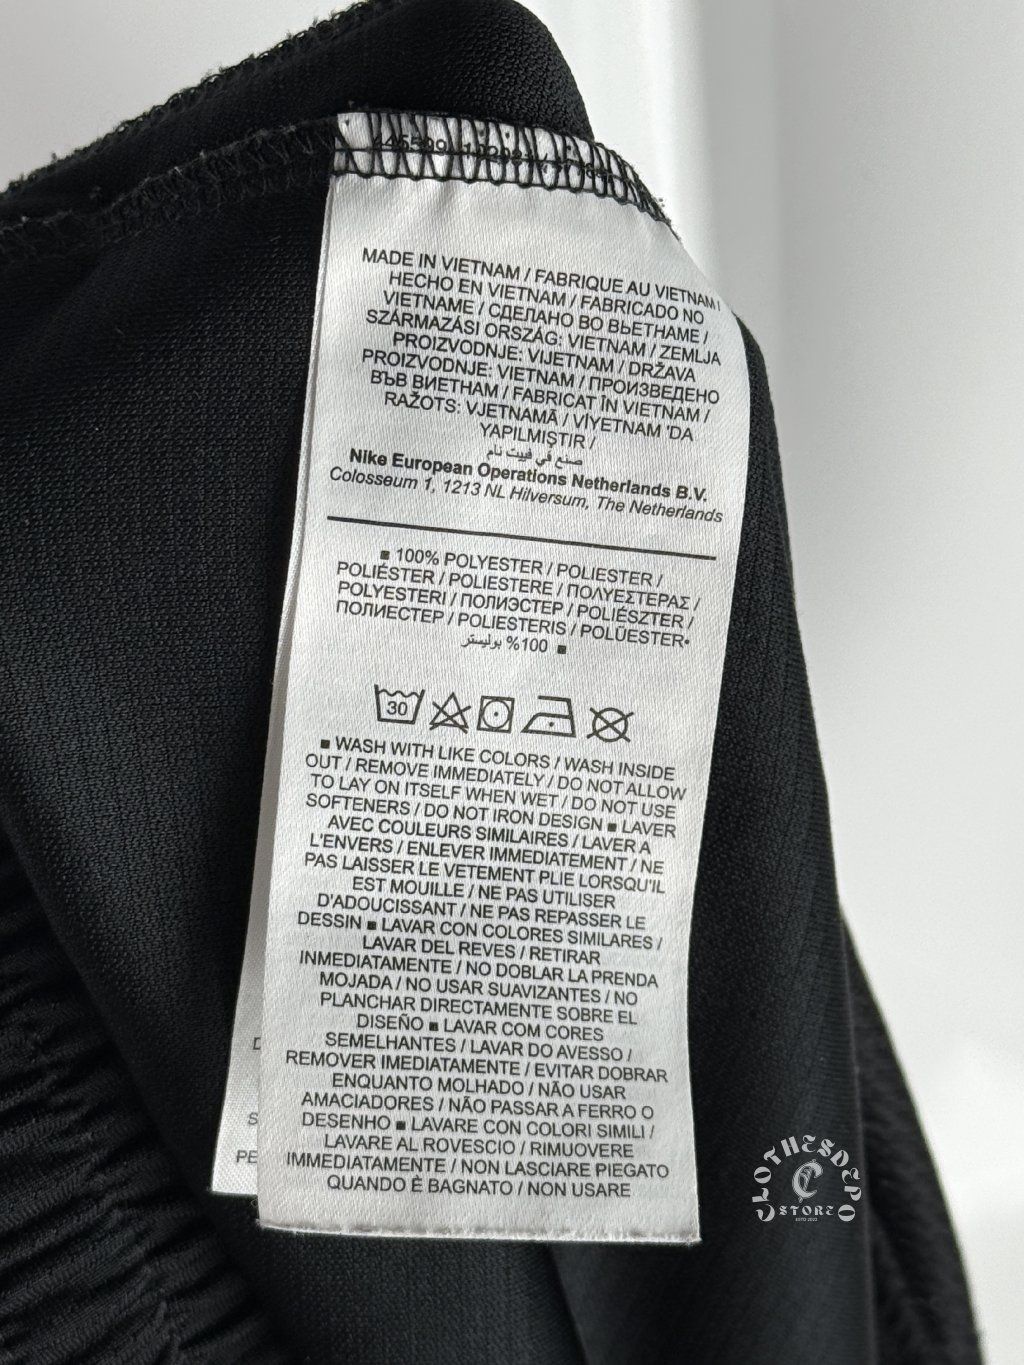 MADE IN VIETNAM / FABRIQUE AU VIETNAM /
HECHO EN VIETNAM / FABRICADO NO
VIETNAME / СДЕЛАНО ВО ВЬЕТНАМЕ /
SZÁRMAZÁSI ORSZÁG: VIETNAM / ZEMLJA
PROIZVODNJE: VIJETNAM / DRŽAVA
PROIZVODNJE: VIETNAM / ПРОИЗВЕДЕНО
ВЪВ ВИЕТНАМ / FABRICAT ÎN VIETNAM /
RAŽOTS: VJETNAMĀ / VİYETNAM 'DA
YAPILMIŞTIR /
صنع في فييت نام
Nike European Operations Netherlands B.V.
Colosseum 1, 1213 NL Hilversum, The Netherlands
■ 100% POLYESTER / POLIESTER /
POLIÉSTER / POLIESTERE / ΠΟΛΥΕΣΤΕΡΑΣ /
POLYESTERI / ПОЛИЭСТЕР / POLIÉSZTER /
ПОЛИЕСТЕР / POLIESTERIS / POLÜESTER•
100% بوليستر ■
30
■ WASH WITH LIKE COLORS / WASH INSIDE
OUT / REMOVE IMMEDIATELY / DO NOT ALLOW
TO LAY ON ITSELF WHEN WET / DO NOT USE
SOFTENERS / DO NOT IRON DESIGN ■ LAVER
AVEC COULEURS SIMILAIRES / LAVER A
L'ENVERS / ENLEVER IMMEDIATEMENT / NE
PAS LAISSER LE VETEMENT PLIE LORSQU'IL
EST MOUILLE / NE PAS UTILISER
D'ADOUCISSANT / NE PAS REPASSER LE
DESSIN ■ LAVAR CON COLORES SIMILARES /
LAVAR DEL REVES / RETIRAR
INMEDIATAMENTE / NO DOBLAR LA PRENDA
MOJADA / NO USAR SUAVIZANTES / NO
PLANCHAR DIRECTAMENTE SOBRE EL
DISEÑO ■ LAVAR COM CORES
SEMELHANTES / LAVAR DO AVESSO /
REMOVER IMEDIATAMENTE / EVITAR DOBRAR
ENQUANTO MOLHADO / NÃO USAR
AMACIADORES / NÃO PASSAR A FERRO O
DESENHO ■ LAVARE CON COLORI SIMILI /
LAVARE AL ROVESCIO / RIMUOVERE
IMMEDIATAMENTE / NON LASCIARE PIEGATO
QUANDO È BAGNATO / NON USARE
PE
CLOTHESDEPO
STORE
ESTD 2022